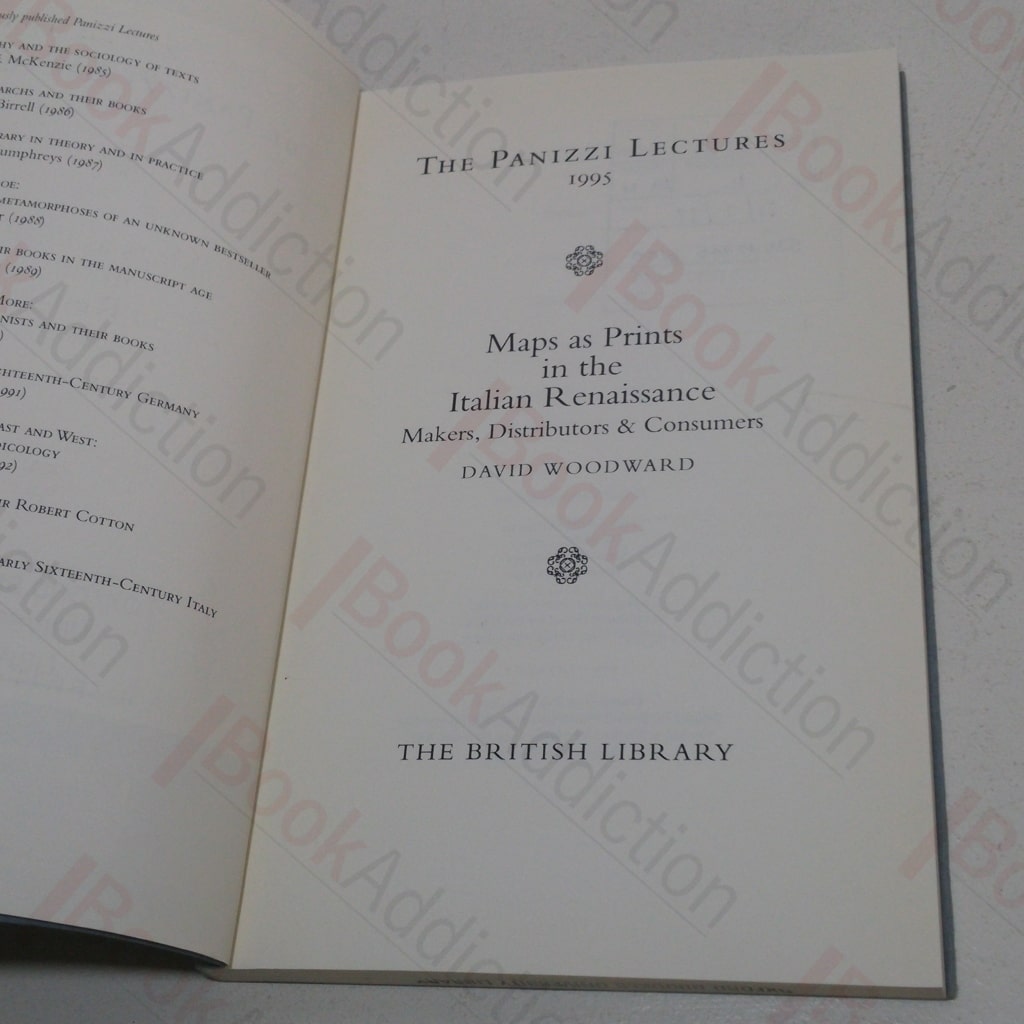 published Panizzi Lectures
AND THE SOCIOLOGY OF TEXTS
McKenzie (1985)
AND THEIR BOOKS
Birrell (1986)
IN THEORY AND IN PRACTICE
(1987)
METAMORPHOSES OF AN UNKNOWN BESTSELLER
(1988)
BOOKS IN THE MANUSCRIPT AGE
(1989)
MORE:
AND THEIR BOOKS
CENTURY GERMANY
AND WEST:
ROBERT COTTON
SIXTEENTH-CENTURY ITALY
THE PANIZZI LECTURES
1995
Maps as Prints
in the
Italian Renaissance
Makers, Distributors & Consumers
DAVID WOODWARD
THE BRITISH LIBRARY
BookAddiction